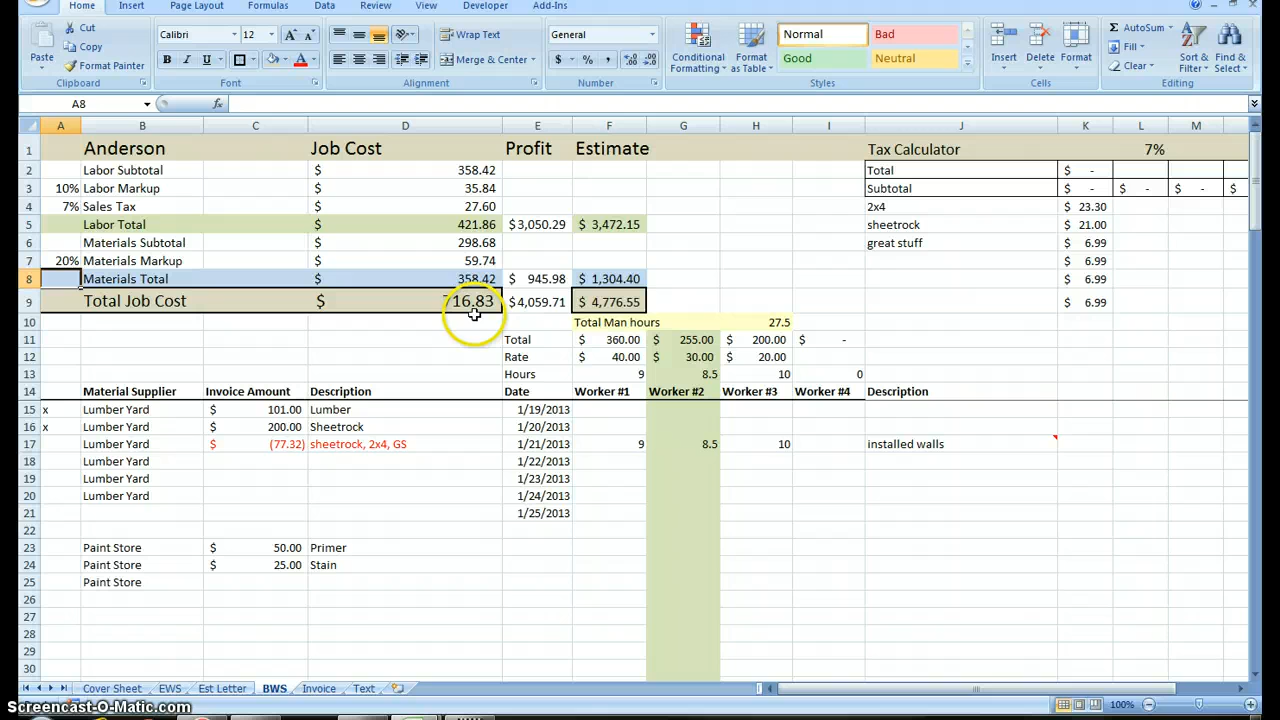 Home Insert Page Layout Formulas Data Review View Developer Add-Ins
Cut Calibri 12 A A Wrap Text General Normal Bad AutoSum
Copy Fill
Paste Format Painter B I U A Merge & Center $ % , Conditional Formatting Format as Table Good Neutral Insert Delete Format Clear Sort & Filter Find & Select
Clipboard Font Alignment Number Styles Cells Editing
A8 fx
A B C D E F G H I J K L M
1 Anderson Job Cost Profit Estimate Tax Calculator 7%
2 Labor Subtotal $ 358.42 Total $ -
3 10% Labor Markup $ 35.84 Subtotal $ - $ - $ - $
4 7% Sales Tax $ 27.60 2x4 $ 23.30
5 Labor Total $ 421.86 $3,050.29 $ 3,472.15 sheetrock $ 21.00
6 Materials Subtotal $ 298.68 great stuff $ 6.99
7 20% Materials Markup $ 59.74 $ 6.99
8 Materials Total $ 358.42 $ 945.98 $ 1,304.40 $ 6.99
9 Total Job Cost $ 716.83 $4,059.71 $ 4,776.55 $ 6.99
10 Total Man hours 27.5
11 Total $ 360.00 $ 255.00 $ 200.00 $ -
12 Rate $ 40.00 $ 30.00 $ 20.00
13 Hours 9 8.5 10 0
14 Material Supplier Invoice Amount Description Date Worker #1 Worker #2 Worker #3 Worker #4 Description
15 x Lumber Yard $ 101.00 Lumber 1/19/2013
16 x Lumber Yard $ 200.00 Sheetrock 1/20/2013
17 Lumber Yard $ (77.32) sheetrock, 2x4, GS 1/21/2013 9 8.5 10 installed walls
18 Lumber Yard 1/22/2013
19 Lumber Yard 1/23/2013
20 Lumber Yard 1/24/2013
21 1/25/2013
22
23 Paint Store $ 50.00 Primer
24 Paint Store $ 25.00 Stain
25 Paint Store
26
27
28
29
30
Cover Sheet EWS Est Letter BWS Invoice Text
100%
Screencast-O-Matic.com